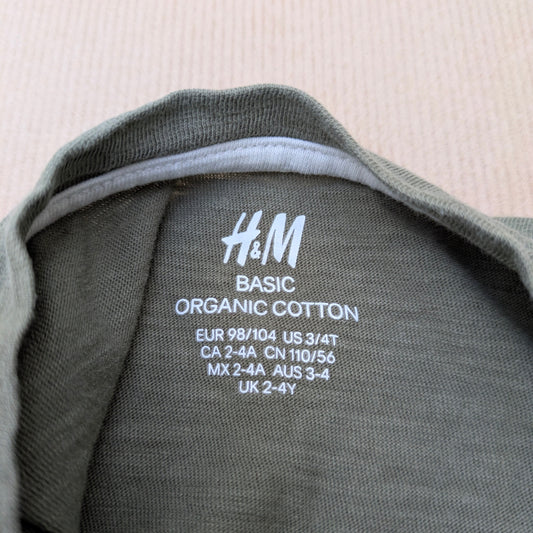 H&M
BASIC
ORGANIC COTTON
EUR 98/104 US 3/4T
CA 2-4A CN 110/56
MX 2-4A AUS 3-4
UK 2-4Y